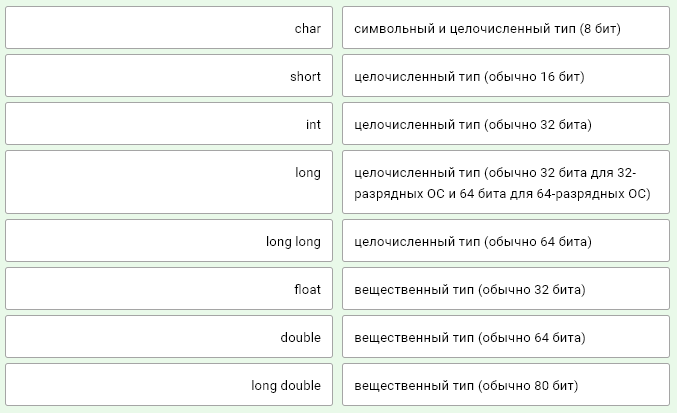 char
символьный и целочисленный тип (8 бит)
short
целочисленный тип (обычно 16 бит)
int
целочисленный тип (обычно 32 бита)
long
целочисленный тип (обычно 32 бита для 32-
разрядных ОС и 64 бита для 64-разрядных ОС)
long long
целочисленный тип (обычно 64 бита)
float
вещественный тип (обычно 32 бита)
double
вещественный тип (обычно 64 бита)
long double
вещественный тип (обычно 80 бит)